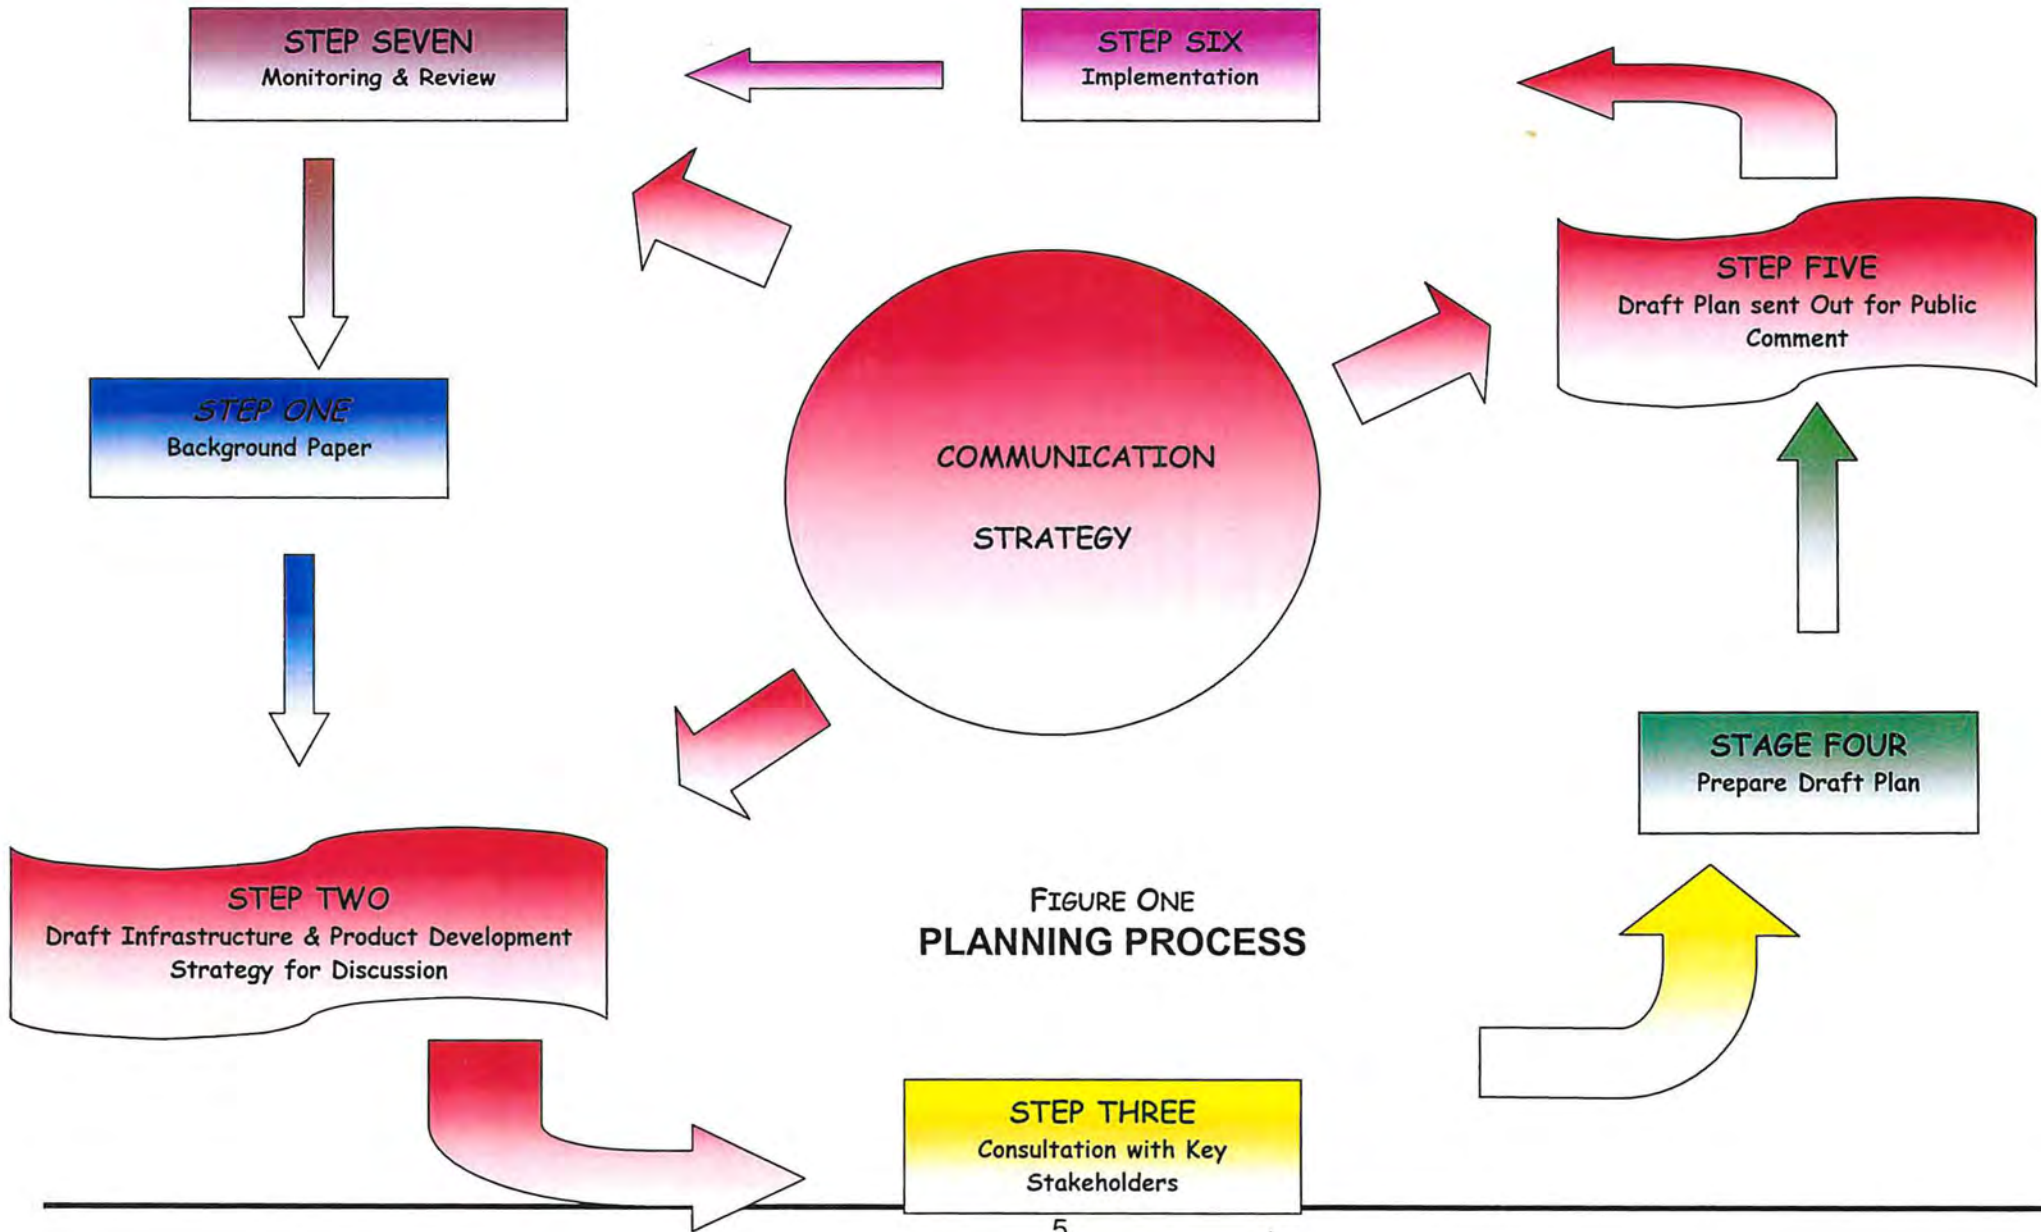 STEP SEVEN
Monitoring & Review
STEP SIX
Implementation
STEP FIVE
Draft Plan sent Out for Public
Comment
STEP ONE
Background Paper
COMMUNICATION
STRATEGY
STAGE FOUR
Prepare Draft Plan
STEP TWO
Draft Infrastructure & Product Development
Strategy for Discussion
FIGURE ONE
PLANNING PROCESS
STEP THREE
Consultation with Key
Stakeholders
5